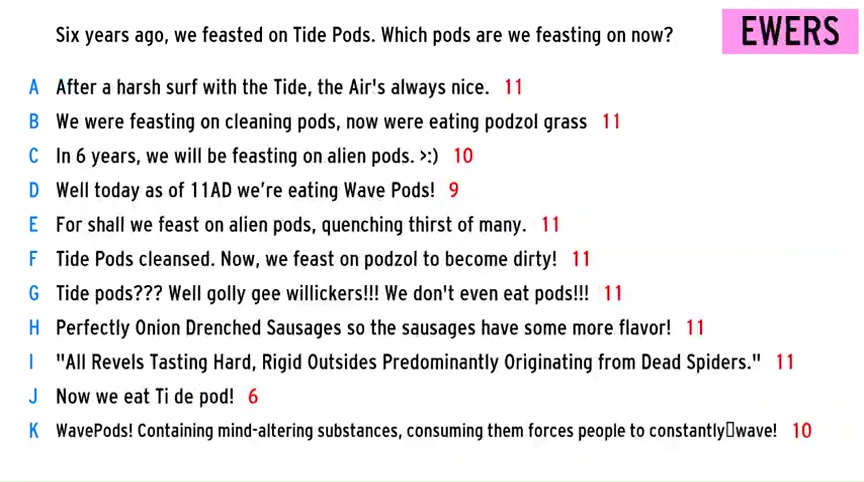 Six years ago, we feasted on Tide Pods. Which pods are we feasting on now?
EWERS
A After a harsh surf with the Tide, the Air's always nice. 11
B We were feasting on cleaning pods, now were eating podzol grass 11
C In 6 years, we will be feasting on alien pods. >:) 10
D Well today as of 11AD we're eating Wave Pods! 9
E For shall we feast on alien pods, quenching thirst of many. 11
F Tide Pods cleansed. Now, we feast on podzol to become dirty! 11
G Tide pods??? Well golly gee willickers!!! We don't even eat pods!!! 11
H Perfectly Onion Drenched Sausages so the sausages have some more flavor! 11
I "All Revels Tasting Hard, Rigid Outsides Predominantly Originating from Dead Spiders." 11
J Now we eat Ti de pod! 6
K WavePods! Containing mind-altering substances, consuming them forces people to constantly▯wave! 10